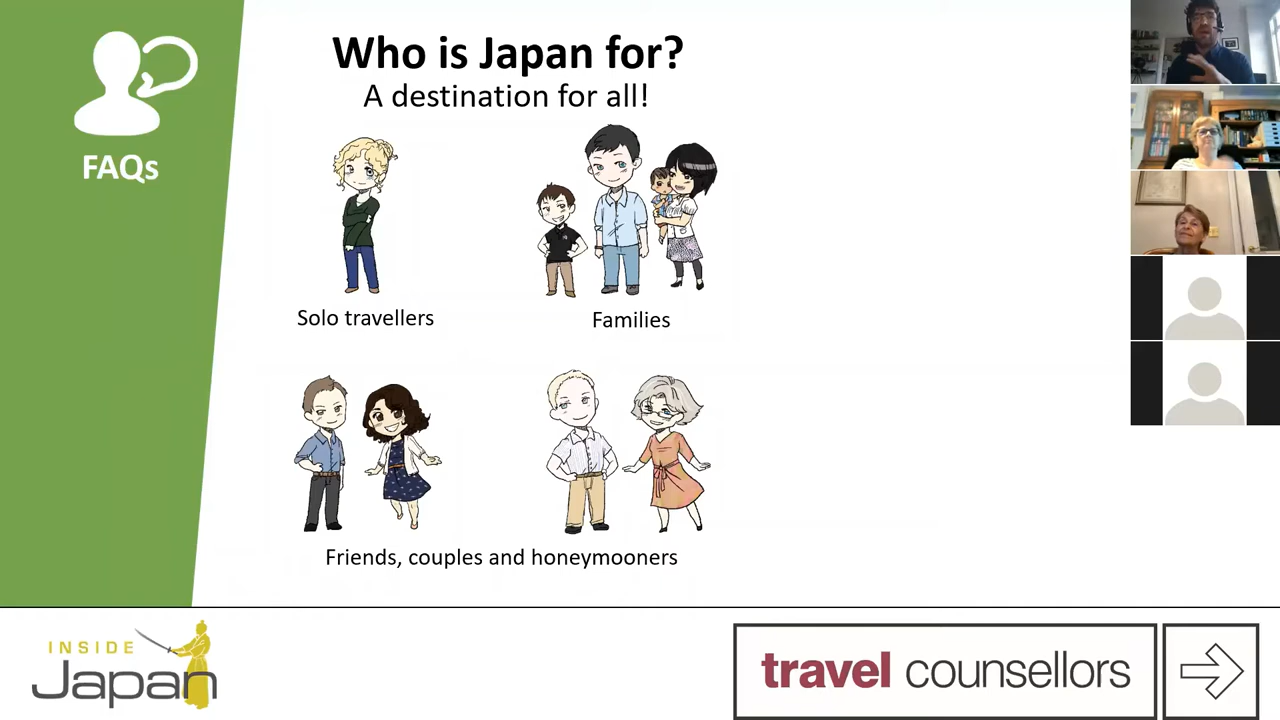 FAQs
Who is Japan for?
A destination for all!
Solo travellers
Families
Friends, couples and honeymooners
INSIDE
Japan
travel counsellors